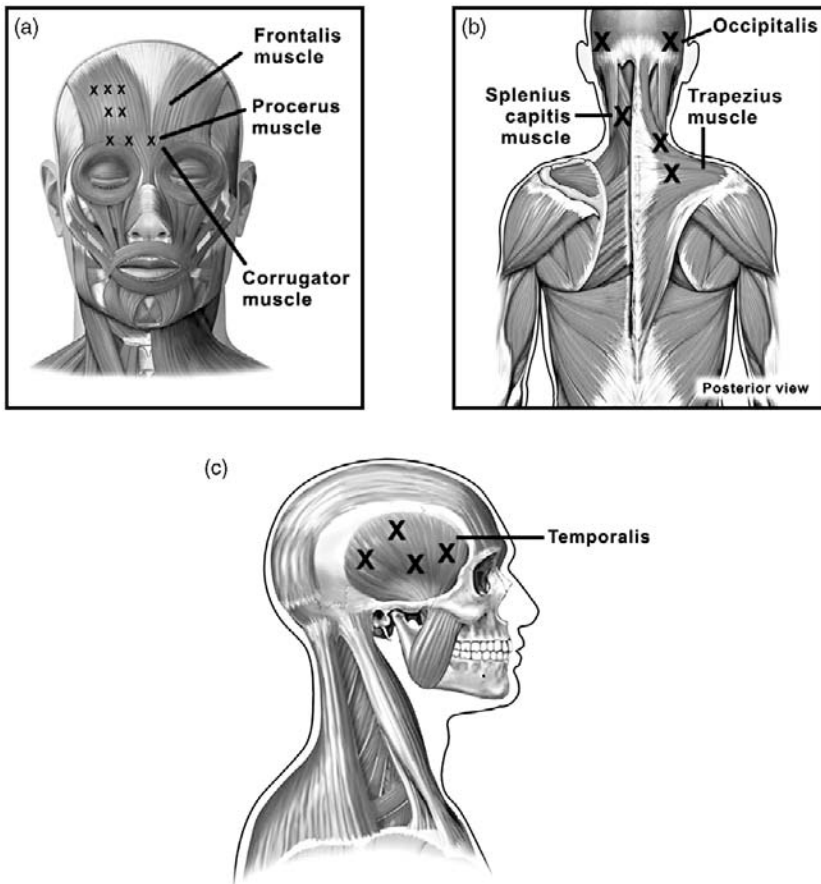 (a)
Frontalis
muscle
Procerus
muscle
Corrugator
muscle
X X X
X X
X X X
(b)
Occipitalis
Splenius
capitis
muscle
Trapezius
muscle
X X
X
X
X
Posterior view
(c)
Temporalis
X
X X X